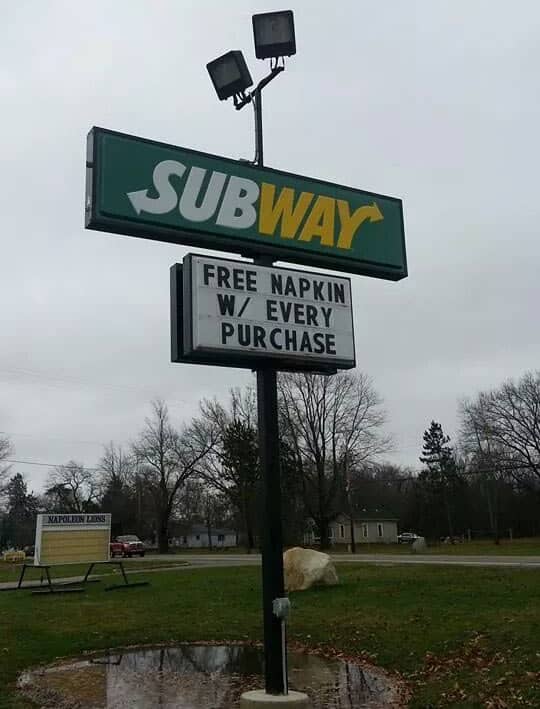 SUBWAY
FREE NAPKIN
W/ EVERY
PURCHASE
NAPOLEON LIONS